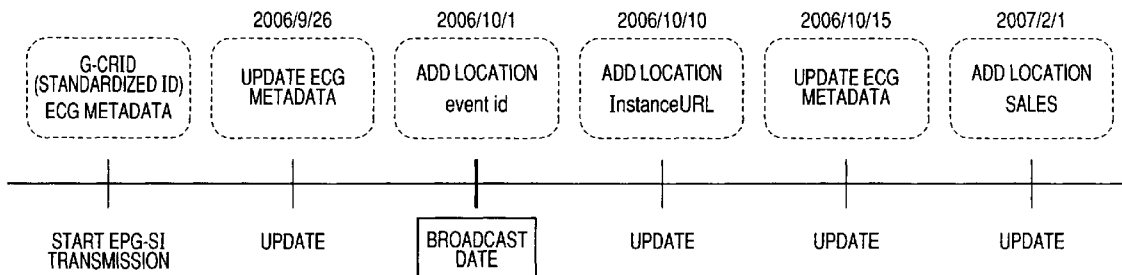 2006/9/26
2006/10/1
2006/10/10
2006/10/15
2007/2/1
G-CRID
(STANDARDIZED ID)
ECG METADATA
UPDATE ECG
METADATA
ADD LOCATION
event id
ADD LOCATION
InstanceURL
UPDATE ECG
METADATA
ADD LOCATION
SALES
START EPG-SI
TRANSMISSION
UPDATE
BROADCAST
DATE
UPDATE
UPDATE
UPDATE